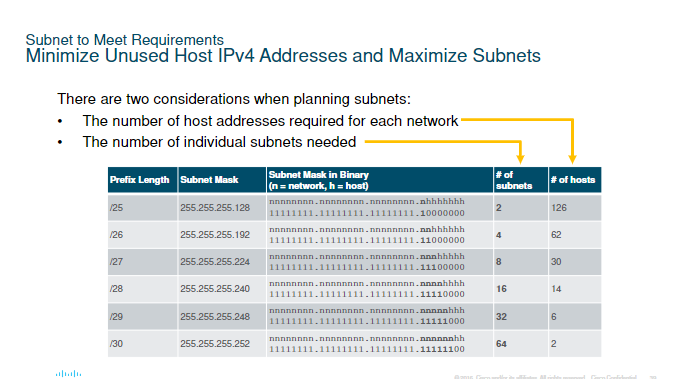 Subnet to Meet Requirements
Minimize Unused Host IPv4 Addresses and Maximize Subnets
There are two considerations when planning subnets:
• The number of host addresses required for each network
• The number of individual subnets needed
Prefix Length Subnet Mask Subnet Mask in Binary (n = network, h = host) # of subnets # of hosts
/25 255.255.255.128 nnnnnnnn.nnnnnnnn.nnnnnnnn.nhhhhhhh 2 126
11111111.11111111.11111111.10000000
/26 255.255.255.192 nnnnnnnn.nnnnnnnn.nnnnnnnn.nnhhhhhh 4 62
11111111.11111111.11111111.11000000
/27 255.255.255.224 nnnnnnnn.nnnnnnnn.nnnnnnnn.nnnhhhhh 8 30
11111111.11111111.11111111.11100000
/28 255.255.255.240 nnnnnnnn.nnnnnnnn.nnnnnnnn.nnnnhhhh 16 14
11111111.11111111.11111111.11110000
/29 255.255.255.248 nnnnnnnn.nnnnnnnn.nnnnnnnn.nnnnnhhh 32 6
11111111.11111111.11111111.11111000
/30 255.255.255.252 nnnnnnnn.nnnnnnnn.nnnnnnnn.nnnnnnhh 64 2
11111111.11111111.11111111.11111100